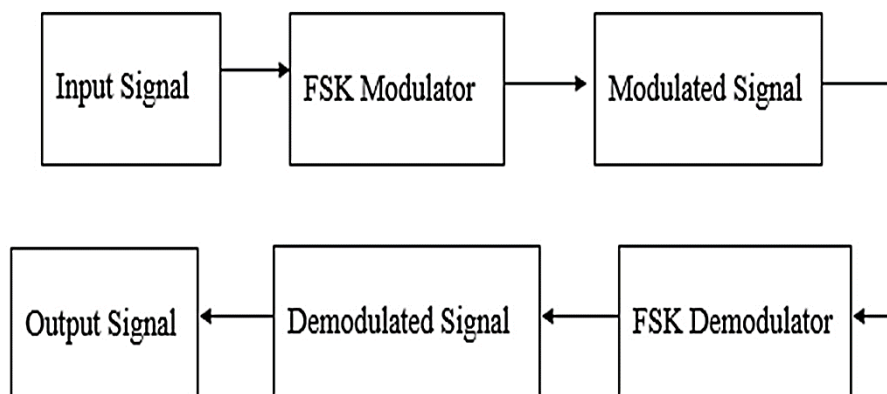 Input Signal
FSK Modulator
Modulated Signal
Output Signal
Demodulated Signal
FSK Demodulator